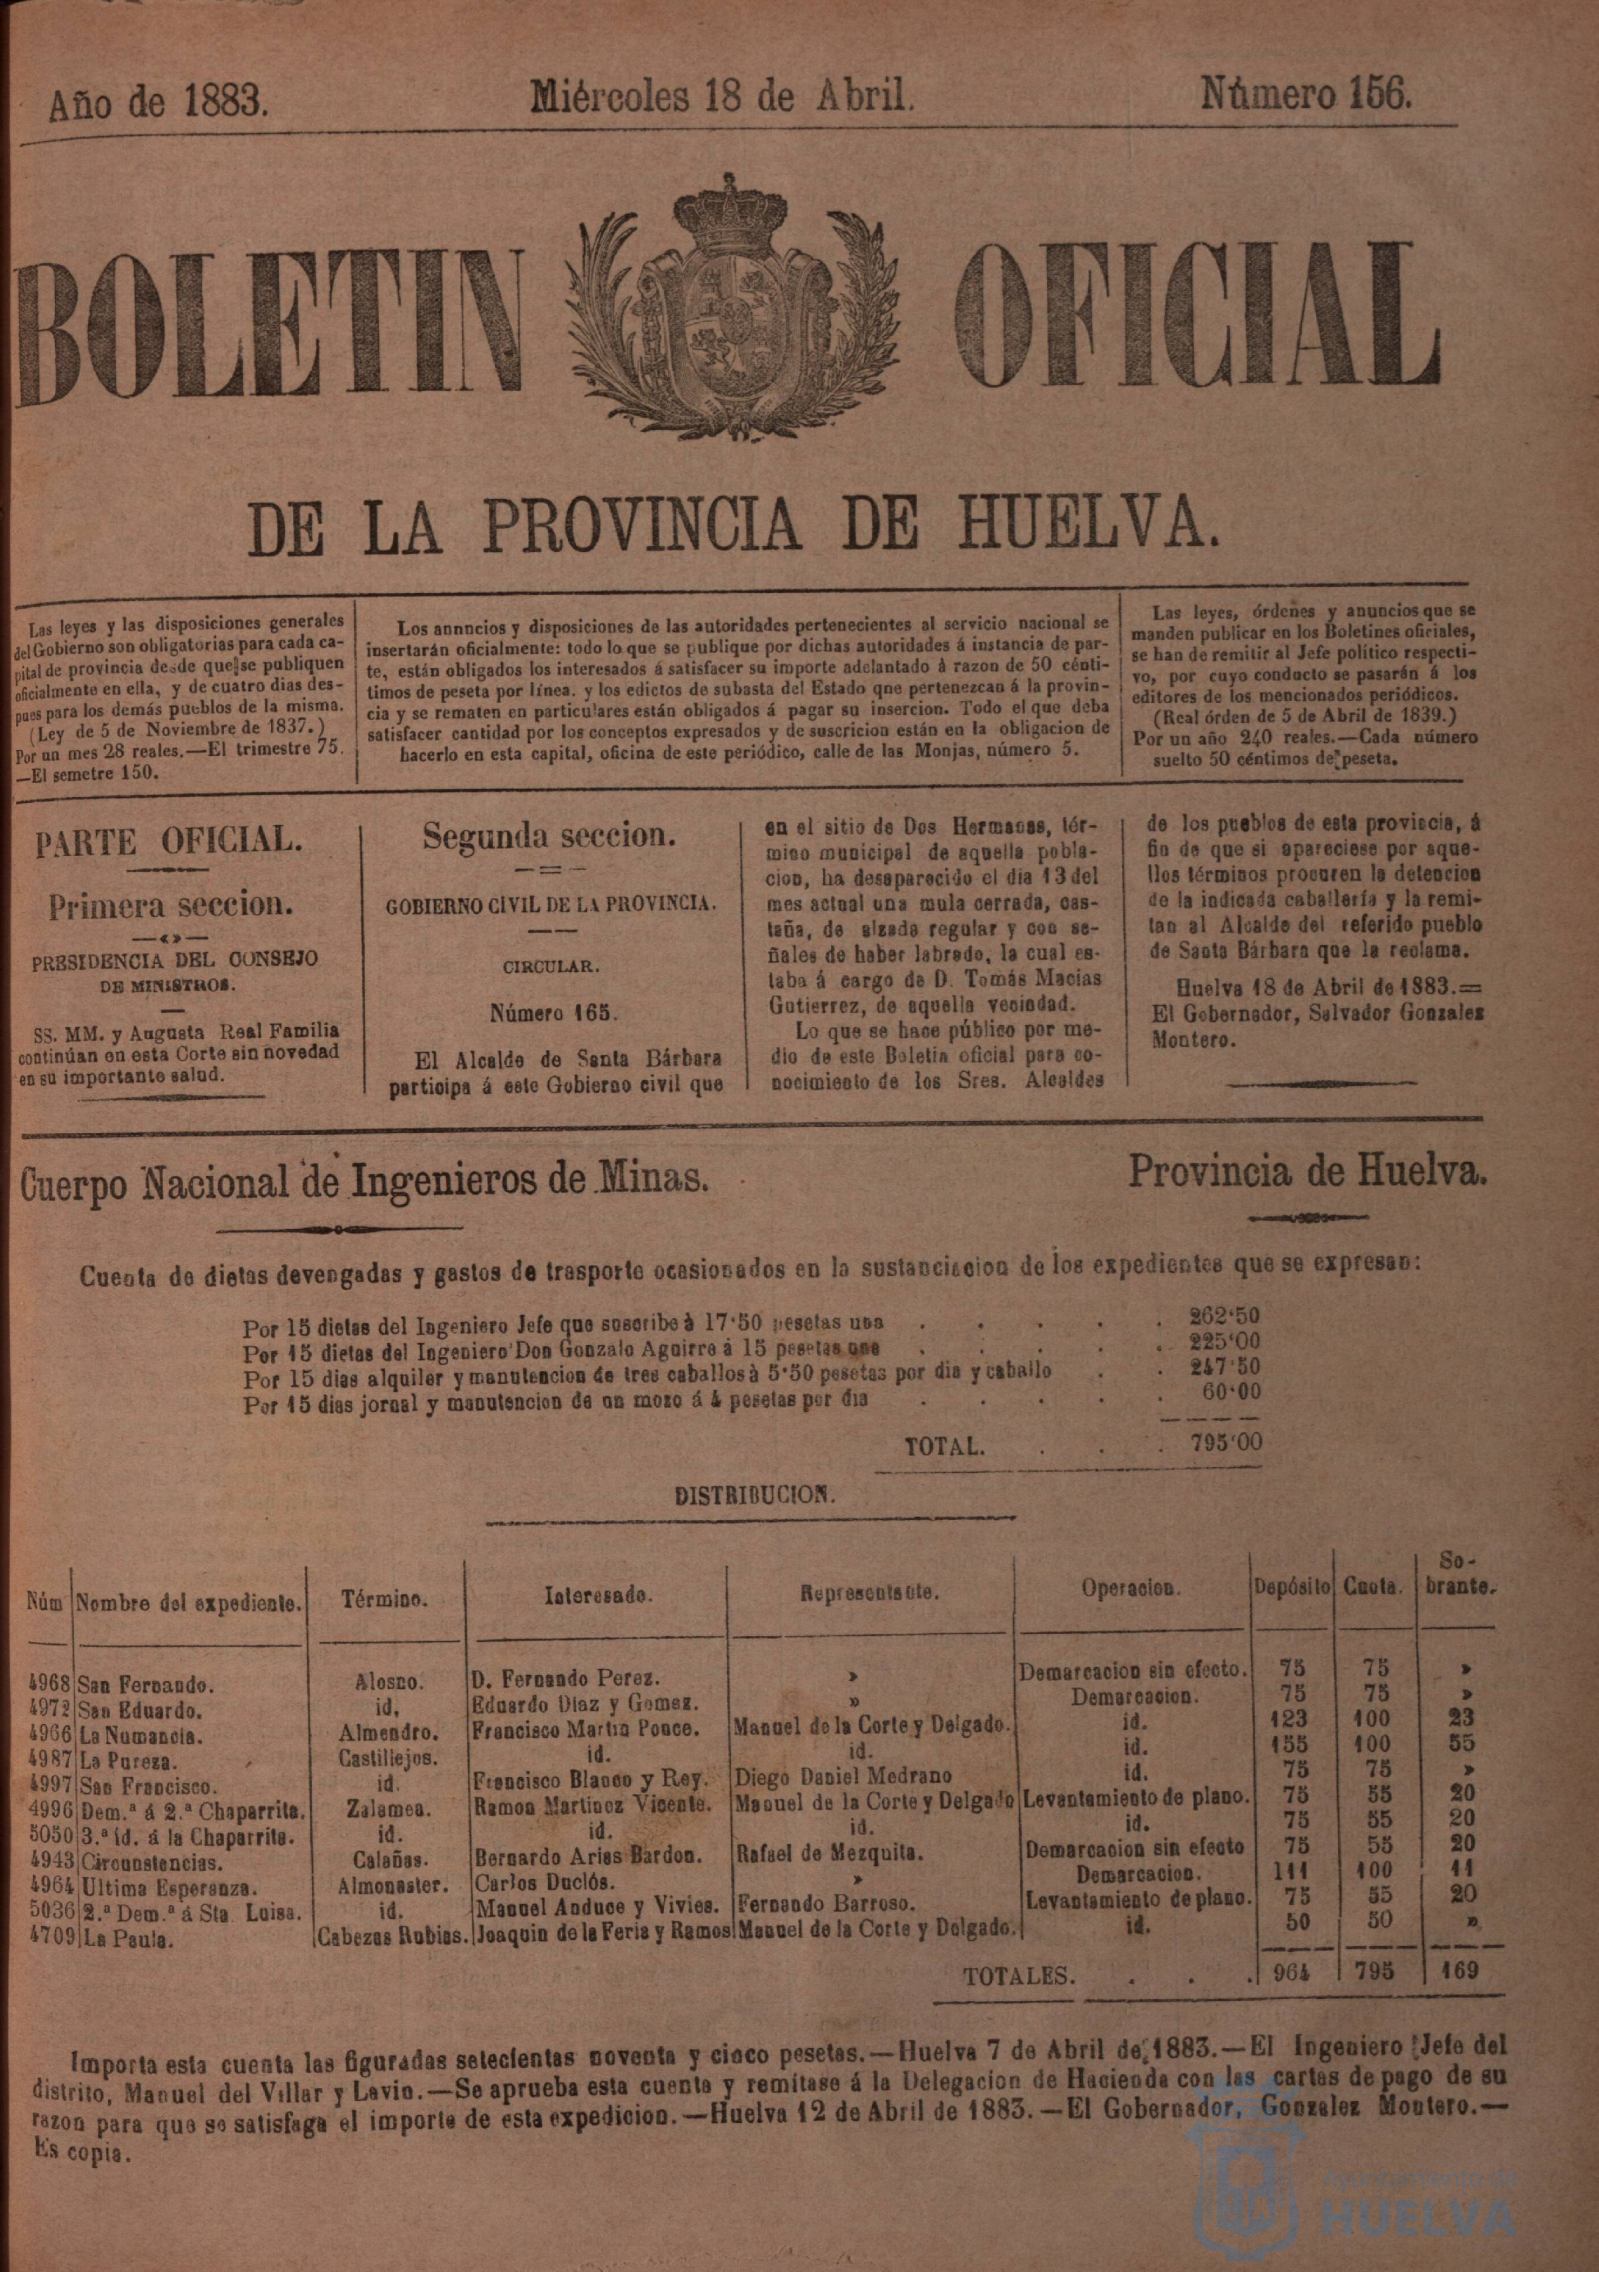 Año de 1883.
Miércoles 18 de Abril.
Número 156.
BOLETIN OFICIAL
DE LA PROVINCIA DE HUELVA.
Las leyes y las disposiciones generales
del Gobierno son obligatorias para cada ca-
pital de provincia desde que se publiquen
oficialmente en ella, y de cuatro dias des-
pues para los demás pueblos de la misma.
(Ley de 5 de Noviembre de 1837.)
Por un mes 28 reales.—El trimestre 75.
—El semetre 150.
Los annncios y disposiciones de las autoridades pertenecientes al servicio nacional se
insertarán oficialmente: todo lo que se publique por dichas autoridades á instancia de par-
te, están obligados los interesados á satisfacer su importe adelantado á razon de 50 cénti-
timos de peseta por línea. y los edictos de subasta del Estado qne pertenezcan á la provin-
cia y se rematen en particulares están obligados á pagar su insercion. Todo el que deba
satisfacer cantidad por los conceptos expresados y de suscricion están en la obligacion de
hacerlo en esta capital, oficina de este periódico, calle de las Monjas, número 5.
Las leyes, órdenes y anuncios que se
manden publicar en los Boletines oficiales,
se han de remitir al Jefe político respecti-
vo, por cuyo conducto se pasarán á los
editores de los mencionados periódicos.
(Real órden de 5 de Abril de 1839.)
Por un año 240 reales.—Cada número
suelto 50 céntimos de peseta.
PARTE OFICIAL.
Primera seccion.
PRESIDENCIA DEL CONSEJO
DE MINISTROS.
SS. MM. y Augusta Real Familia
continúan en esta Corte sin novedad
en su importante salud.
Segunda seccion.
GOBIERNO CIVIL DE LA PROVINCIA.
CIRCULAR.
Número 165.
El Alcalde de Santa Bárbara
participa á este Gobierno civil que
en el sitio de Dos Hermanas, tér-
mino municipal de aquella pobla-
cion, ha desaparecido el dia 13 del
mes actual una mula cerrada, cas-
taña, de alzada regular y con se-
ñales de haber labrado, la cual es-
taba á cargo de D. Tomás Macías
Gutierrez, de aquella vecindad.
Lo que se hace público por me-
dio de este Boletin oficial para co-
nocimiento de los Sres. Alcaldes
de los pueblos de esta provincia, á
fin de que si apareciese por aque-
llos términos procuren la detencion
de la indicada caballería y la remi-
tan al Alcalde del referido pueblo
de Santa Bárbara que la reclama.
Huelva 18 de Abril de 1883.=
El Gobernador, Salvador Gonzalez
Montero.
Cuerpo Nacional de Ingenieros de Minas.
Provincia de Huelva.
Cuenta de dietas devengadas y gastos de trasporte ocasionados en la sustanciacion de los expedientes que se expresan:
Por 15 dietas del Ingeniero Jefe que suscribe à 17'50 pesetas una . . . . . 262'50
Por 15 dietas del Ingeniero Don Gonzalo Aguirre á 15 pesetas una . . . . . 225'00
Por 15 dias alquiler y manutencion de tres caballos à 5'50 pesetas por dia y caballo . . 247'50
Por 15 dias jornal y manutencion de un mozo á 4 pesetas por dia . . . . . 60'00
TOTAL. . . . 795'00
DISTRIBUCION.
Núm Nombre del expediente. Término. Interesado. Representante. Operacion. Depósito Cuota. So-
brante.
4968 San Fernando. Alosno. D. Fernando Perez. » Demarcacion sin efecto. 75 75 »
4972 San Eduardo. id. Eduardo Diaz y Gomez. » Demarcacion. 75 75 »
4966 La Numancia. Almendro. Francisco Martin Ponce. Manuel de la Corte y Delgado. id. 123 100 23
4987 La Pureza. Castillejos. id. id. id. 155 100 55
4997 San Francisco. id. Francisco Blanco y Rey. Diego Daniel Medrano id. 75 75 »
4996 Dem.ª á 2.ª Chaparrita. Zalamea. Ramon Martinez Vicente. Manuel de la Corte y Delgado Levantamiento de plano. 75 55 20
5050 3.ª id. á la Chaparrita. id. id. id. id. 75 55 20
4943 Circunstencias. Calañas. Bernardo Arias Bardon. Rafael de Mezquita. Demarcacion sin efecto 75 55 20
4964 Ultima Esperanza. Almonaster. Carlos Duclós. » Demarcacion. 111 100 11
5036 2.ª Dem.ª á Sta. Luisa. id. Manuel Anduce y Vivies. Fernando Barroso. Levantamiento de plano. 75 55 20
4709 La Paula. Cabezas Rubias. Joaquin de la Feria y Ramos Manuel de la Corte y Delgado. id. 50 50 »
TOTALES. . . . 964 795 169
Importa esta cuenta las figuradas setecientas noventa y cinco pesetas.—Huelva 7 de Abril de 1883.—El Ingeniero Jefe del
distrito, Manuel del Villar y Lavin.—Se aprueba esta cuenta y remítase á la Delegacion de Hacienda con las cartas de pago de su
razon para que se satisfaga el importe de esta expedicion.—Huelva 12 de Abril de 1883.—El Gobernador, Gonzalez Montero.—
Es copia.
Ayuntamiento de
HUELVA